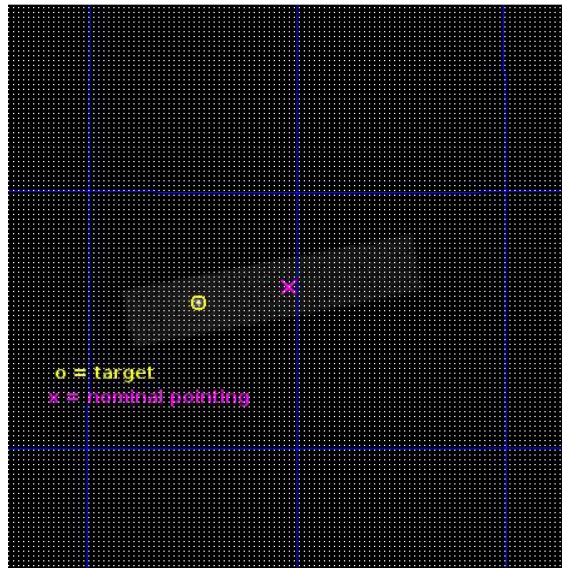 o = target
x = nominal pointing